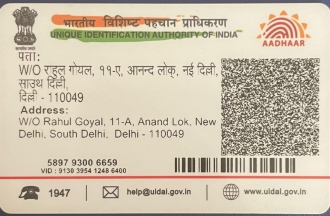 भारतीय विशिष्ट पहचान प्राधिकरण
UNIQUE IDENTIFICATION AUTHORITY OF INDIA
AADHAAR
पता:
W/O राहुल गोयल, ११-ए, आनन्द लोक, नई दिल्ली,
साउथ दिल्ली,
दिल्ली - 110049
Address:
W/O Rahul Goyal, 11-A, Anand Lok, New
Delhi, South Delhi, Delhi - 110049
5897 9300 6659
VID : 9130 3954 1248 6400
1947 help@uidai.gov.in www.uidai.gov.in